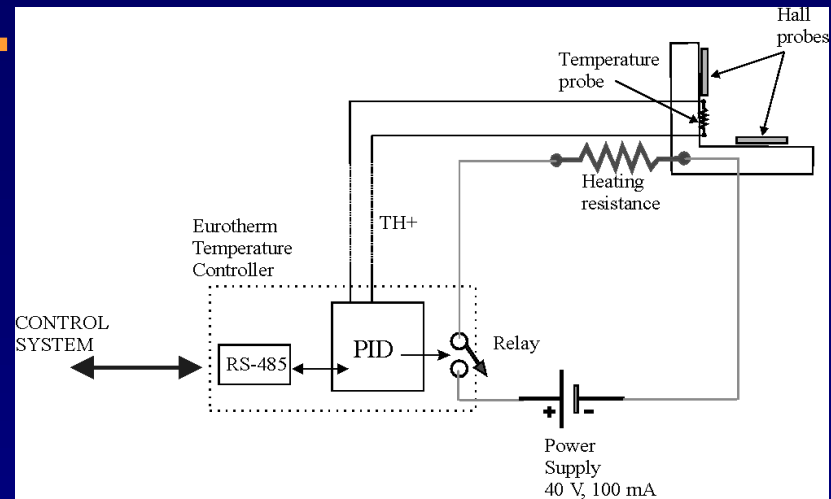 Hall
probes
Temperature
probe
Heating
resistance
TH+
Eurotherm
Temperature
Controller
CONTROL
SYSTEM
RS-485
PID
Relay
+ -
Power
Supply
40 V, 100 mA